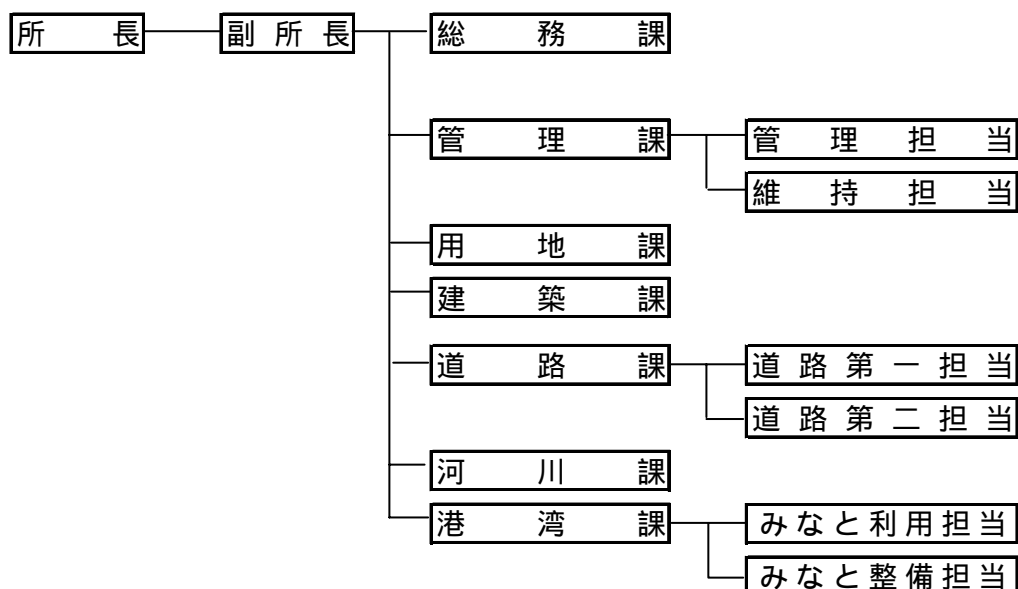 所長 副所長 総務課
管理課 管理担当
維持担当
用地課
建築課
道路課 道路第一担当
道路第二担当
河川課
港湾課 みなと利用担当
みなと整備担当